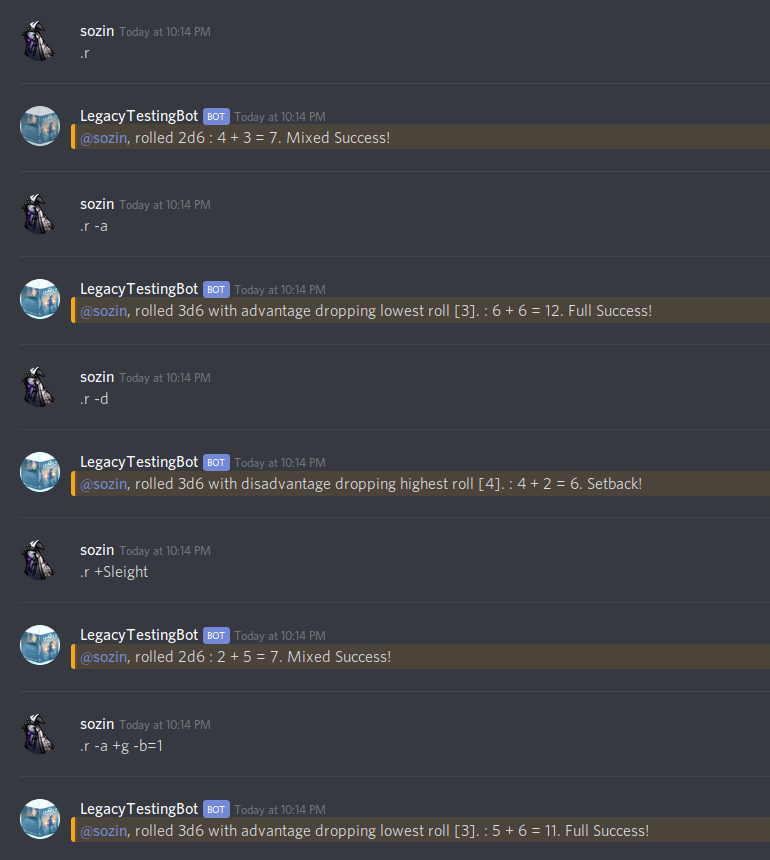 sozin Today at 10:14 PM
.r
LegacyTestingBot BOT Today at 10:14 PM
@sozin, rolled 2d6 : 4 + 3 = 7. Mixed Success!
sozin Today at 10:14 PM
.r -a
LegacyTestingBot BOT Today at 10:14 PM
@sozin, rolled 3d6 with advantage dropping lowest roll [3]. : 6 + 6 = 12. Full Success!
sozin Today at 10:14 PM
.r -d
LegacyTestingBot BOT Today at 10:14 PM
@sozin, rolled 3d6 with disadvantage dropping highest roll [4]. : 4 + 2 = 6. Setback!
sozin Today at 10:14 PM
.r +Sleight
LegacyTestingBot BOT Today at 10:14 PM
@sozin, rolled 2d6 : 2 + 5 = 7. Mixed Success!
sozin Today at 10:14 PM
.r -a +g -b=1
LegacyTestingBot BOT Today at 10:14 PM
@sozin, rolled 3d6 with advantage dropping lowest roll [3]. : 5 + 6 = 11. Full Success!